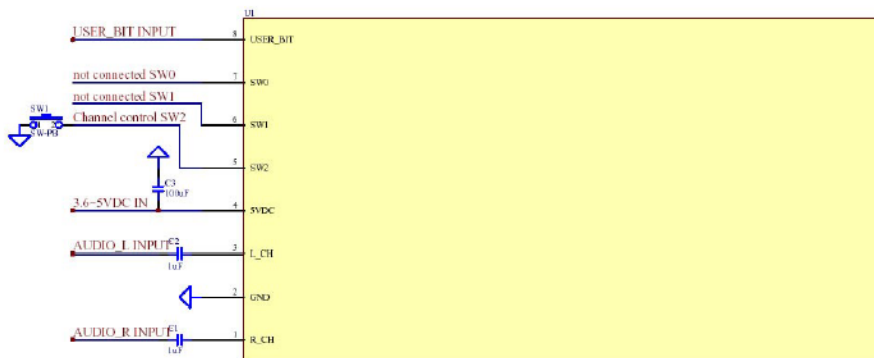 U1
USER_BIT INPUT 8 USER_BIT
not connected SW0 7 SW0
not connected SW1
SW1
Channel control SW2 6 SW1
1 2
SW-PB
5 SW2
C3
100uF
3.6~5VDC IN 4 5VDC
AUDIO_L INPUT C2 3 L_CH
1uF
2 GND
AUDIO_R INPUT C1 1 R_CH
1uF